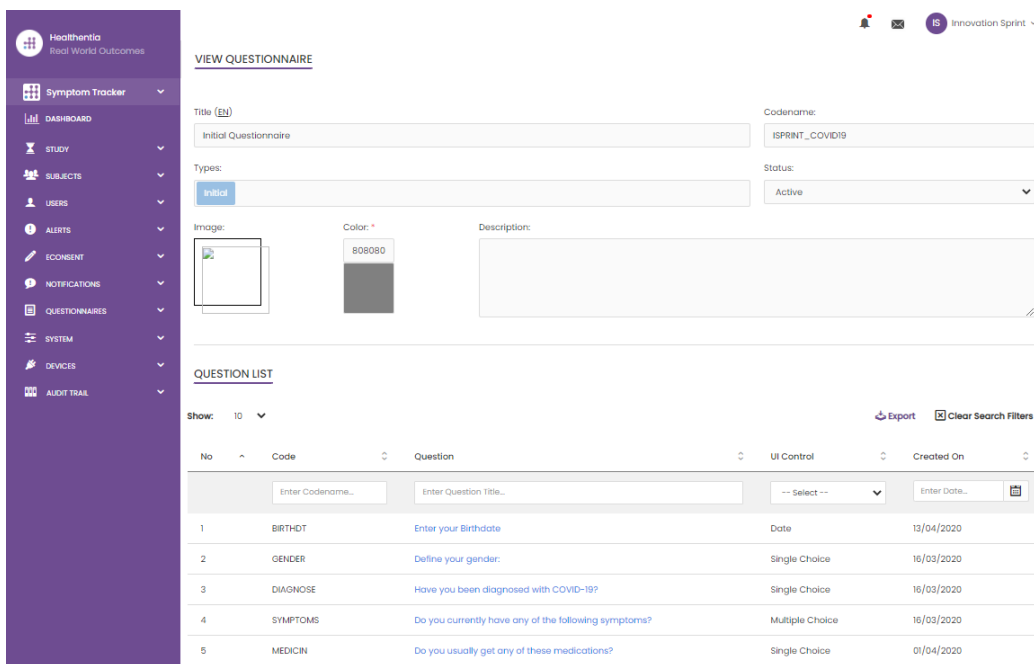 Healthentia
Real World Outcomes
IS Innovation Sprint
Symptom Tracker
DASHBOARD
STUDY
SUBJECTS
USERS
ALERTS
ECONSENT
NOTIFICATIONS
QUESTIONNAIRES
SYSTEM
DEVICES
AUDIT TRAIL
VIEW QUESTIONNAIRE
Title (EN) Codename:
Initial Questionnaire ISPRINT_COVID19
Types: Status:
Initial Active
Image: Color: * Description:
808080
QUESTION LIST
Show: 10 Export Clear Search Filters
No Code Question UI Control Created On
Enter Codename... Enter Question Title... -- Select -- Enter Date...
1 BIRTHDT Enter your Birthdate Date 13/04/2020
2 GENDER Define your gender: Single Choice 16/03/2020
3 DIAGNOSE Have you been diagnosed with COVID-19? Single Choice 16/03/2020
4 SYMPTOMS Do you currently have any of the following symptoms? Multiple Choice 16/03/2020
5 MEDICIN Do you usually get any of these medications? Single Choice 01/04/2020